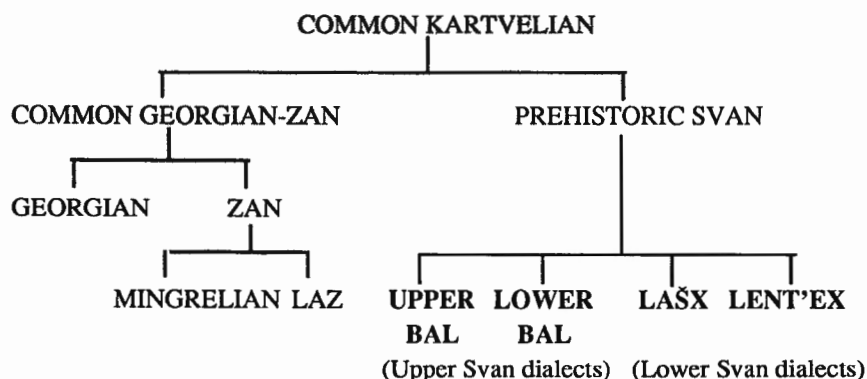 COMMON KARTVELIAN
COMMON GEORGIAN-ZAN PREHISTORIC SVAN
GEORGIAN ZAN
MINGRELIAN LAZ UPPER LOWER LAŠX LENT'EX
BAL BAL
(Upper Svan dialects) (Lower Svan dialects)